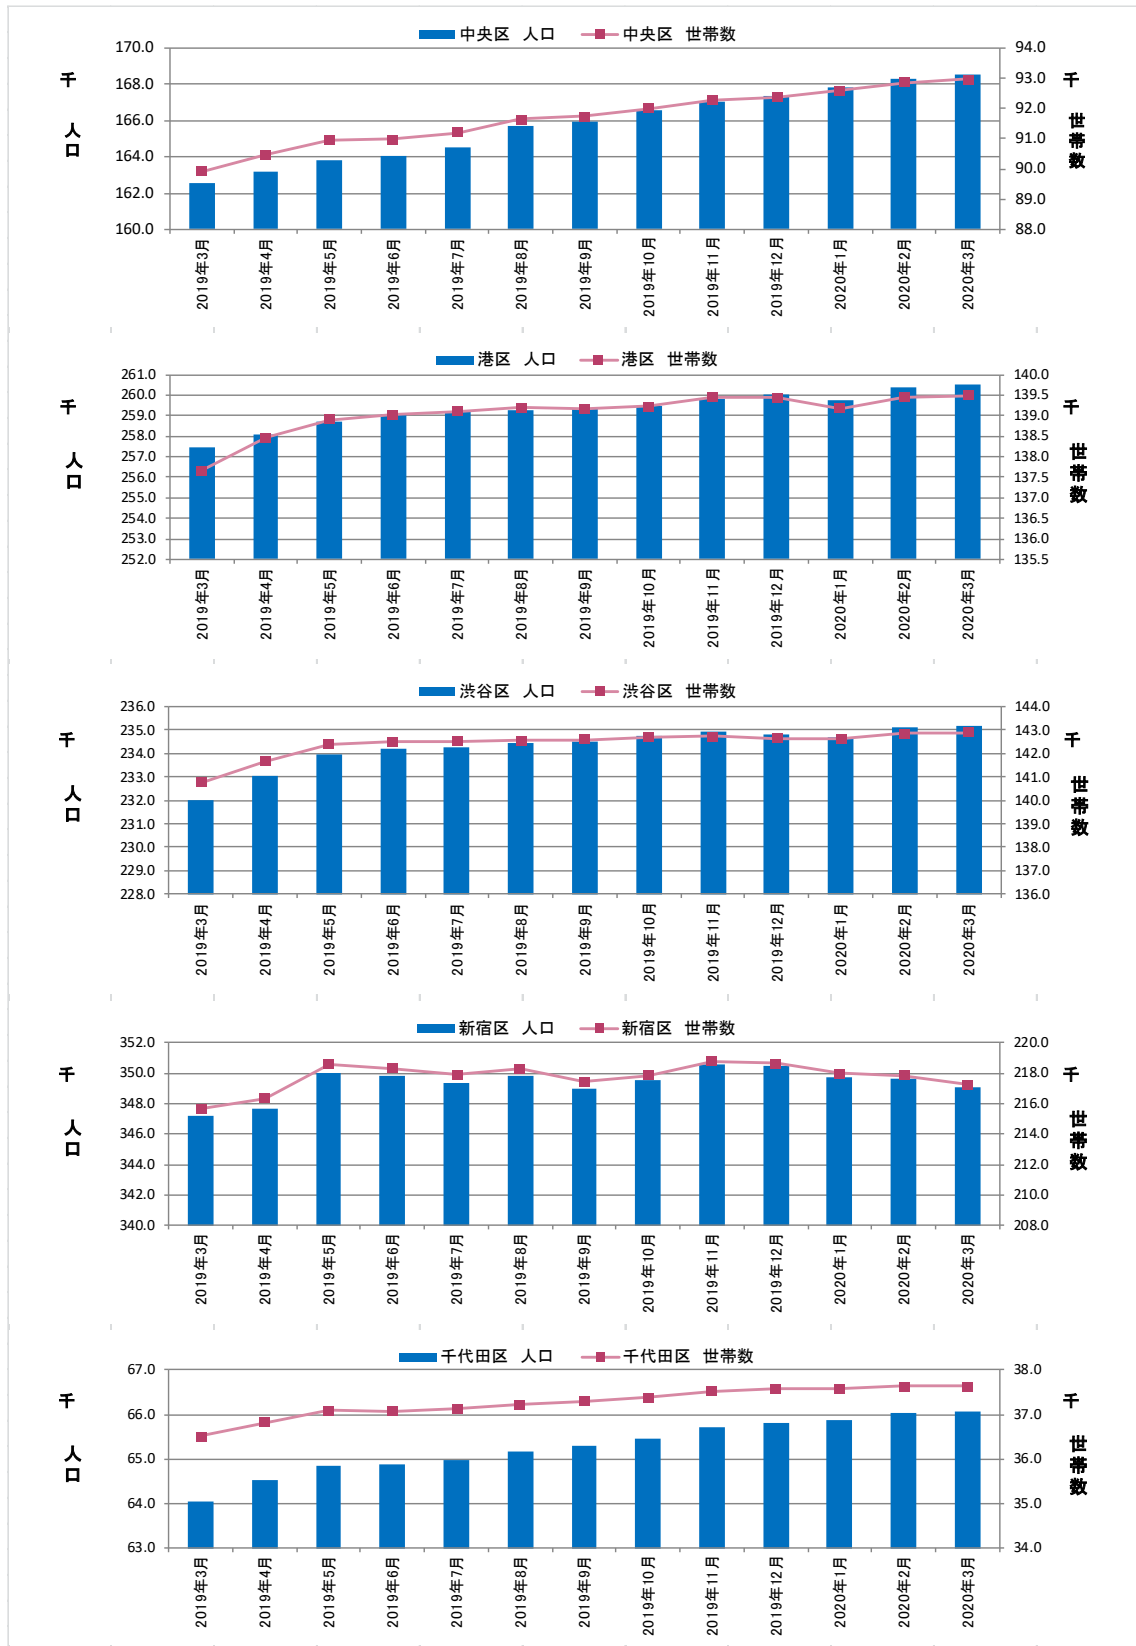 中央区　人口　中央区　世帯数
千　人口
170.0
168.0
166.0
164.0
162.0
160.0
94.0
93.0
92.0
91.0
90.0
89.0
88.0
千　世帯数
2019年3月
2019年4月
2019年5月
2019年6月
2019年7月
2019年8月
2019年9月
2019年10月
2019年11月
2019年12月
2020年1月
2020年2月
2020年3月
港区　人口　港区　世帯数
千　人口
261.0
260.0
259.0
258.0
257.0
256.0
255.0
254.0
253.0
252.0
140.0
139.5
139.0
138.5
138.0
137.5
137.0
136.5
136.0
135.5
千　世帯数
2019年3月
2019年4月
2019年5月
2019年6月
2019年7月
2019年8月
2019年9月
2019年10月
2019年11月
2019年12月
2020年1月
2020年2月
2020年3月
渋谷区　人口　渋谷区　世帯数
千　人口
236.0
235.0
234.0
233.0
232.0
231.0
230.0
229.0
228.0
144.0
143.0
142.0
141.0
140.0
139.0
138.0
137.0
136.0
千　世帯数
2019年3月
2019年4月
2019年5月
2019年6月
2019年7月
2019年8月
2019年9月
2019年10月
2019年11月
2019年12月
2020年1月
2020年2月
2020年3月
新宿区　人口　新宿区　世帯数
千　人口
352.0
350.0
348.0
346.0
344.0
342.0
340.0
220.0
218.0
216.0
214.0
212.0
210.0
208.0
千　世帯数
2019年3月
2019年4月
2019年5月
2019年6月
2019年7月
2019年8月
2019年9月
2019年10月
2019年11月
2019年12月
2020年1月
2020年2月
2020年3月
千代田区　人口　千代田区　世帯数
千　人口
67.0
66.0
65.0
64.0
63.0
38.0
37.0
36.0
35.0
34.0
千　世帯数
2019年3月
2019年4月
2019年5月
2019年6月
2019年7月
2019年8月
2019年9月
2019年10月
2019年11月
2019年12月
2020年1月
2020年2月
2020年3月